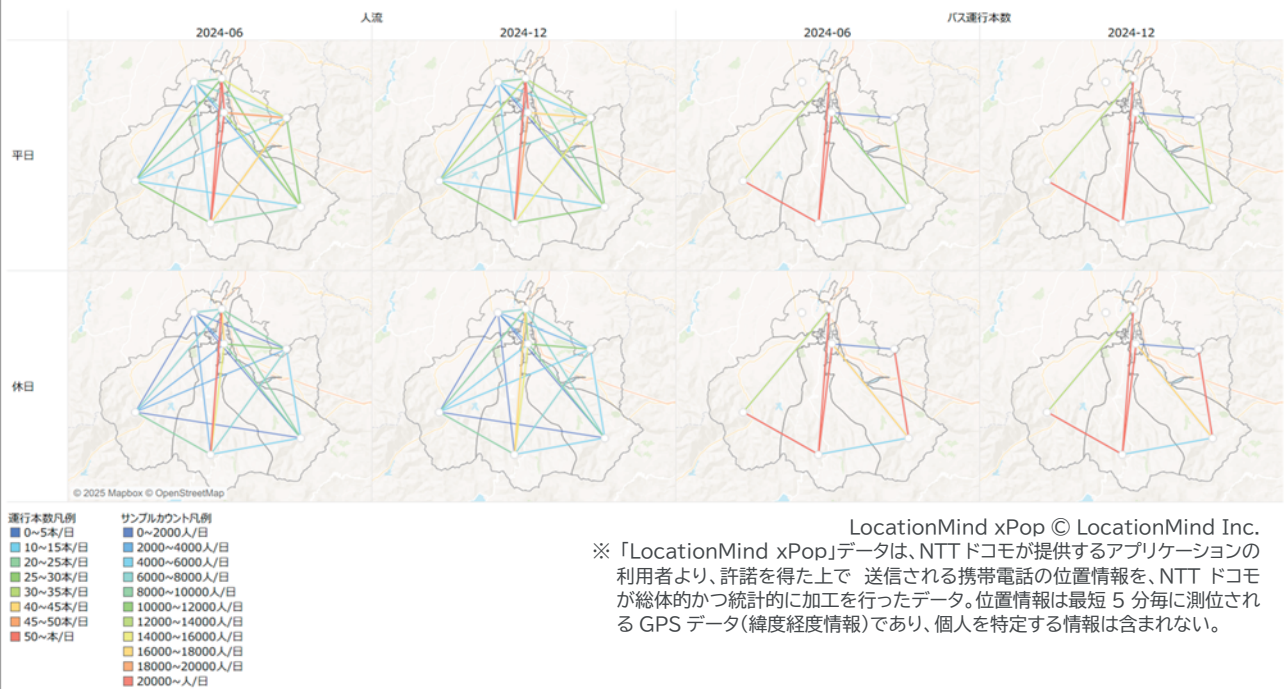 人流
バス運行本数
2024-06
2024-12
2024-06
2024-12
平日
休日
© 2025 Mapbox © OpenStreetMap
運行本数凡例
0~5本/日
10~15本/日
20~25本/日
25~30本/日
30~35本/日
40~45本/日
45~50本/日
50~本/日
サンプルカウント凡例
0~2000人/日
2000~4000人/日
4000~6000人/日
6000~8000人/日
8000~10000人/日
10000~12000人/日
12000~14000人/日
14000~16000人/日
16000~18000人/日
18000~20000人/日
20000~人/日
LocationMind xPop © LocationMind Inc.
※「LocationMind xPop」データは、NTTドコモが提供するアプリケーションの
利用者より、許諾を得た上で 送信される携帯電話の位置情報を、NTT ドコモ
が総体的かつ統計的に加工を行ったデータ。位置情報は最短 5 分毎に測位され
る GPS データ(緯度経度情報)であり、個人を特定する情報は含まれない。